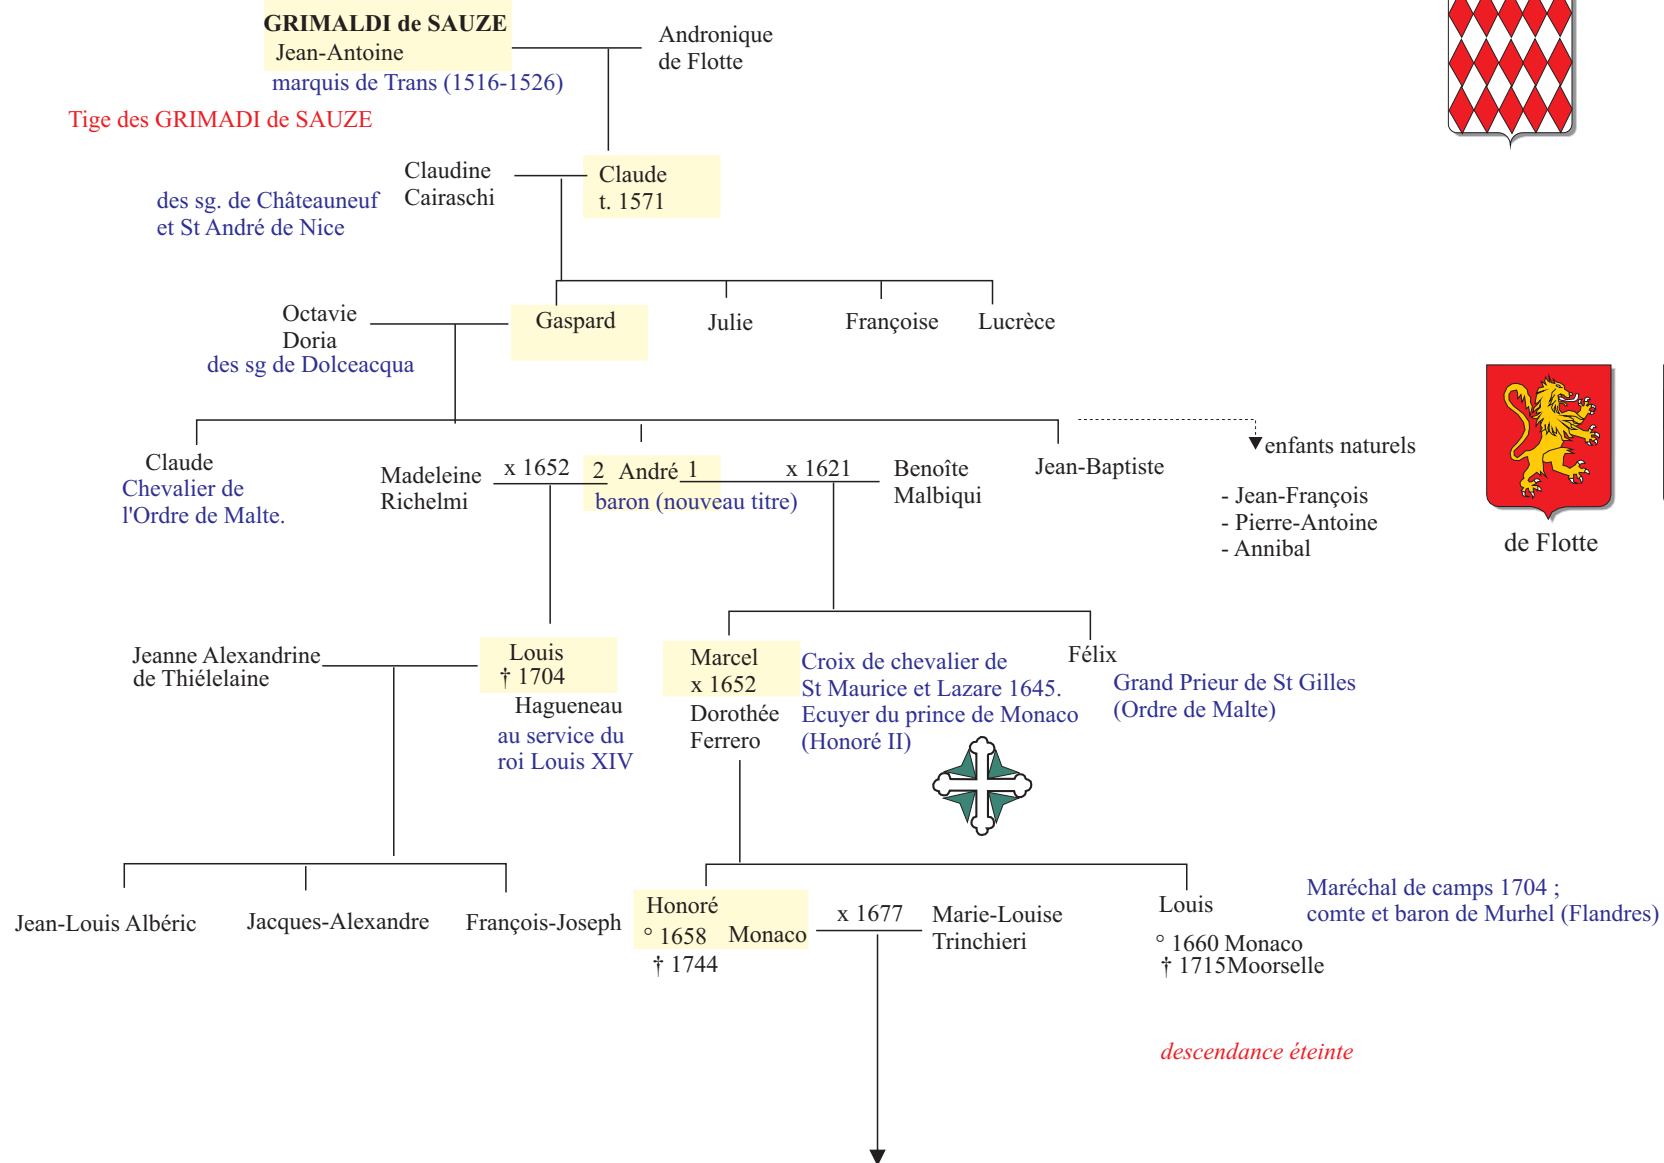 GRIMALDI de SAUZE
Jean-Antoine
marquis de Trans (1516-1526)
Andronique
de Flotte
Tige des GRIMADI de SAUZE
Claudine
Cairaschi
des sg. de Châteauneuf
et St André de Nice
Claude
t. 1571
Octavie
Doria
des sg de Dolceacqua
Gaspard
Julie
Françoise
Lucrèce
Claude
Chevalier de
l'Ordre de Malte.
Madeleine
Richelmi
x 1652
2 André 1
baron (nouveau titre)
x 1621
Benoîte
Malbiqui
Jean-Baptiste
enfants naturels
- Jean-François
- Pierre-Antoine
- Annibal
de Flotte
Jeanne Alexandrine
de Thiélelaine
Louis
† 1704
Hagueneau
au service du
roi Louis XIV
Marcel
x 1652
Dorothée
Ferrero
Croix de chevalier de
St Maurice et Lazare 1645.
Ecuyer du prince de Monaco
(Honoré II)
Félix
Grand Prieur de St Gilles
(Ordre de Malte)
Jean-Louis Albéric
Jacques-Alexandre
François-Joseph
Honoré
° 1658 Monaco
† 1744
x 1677
Marie-Louise
Trinchieri
Louis
° 1660 Monaco
† 1715Moorselle
Maréchal de camps 1704 ;
comte et baron de Murhel (Flandres)
descendance éteinte